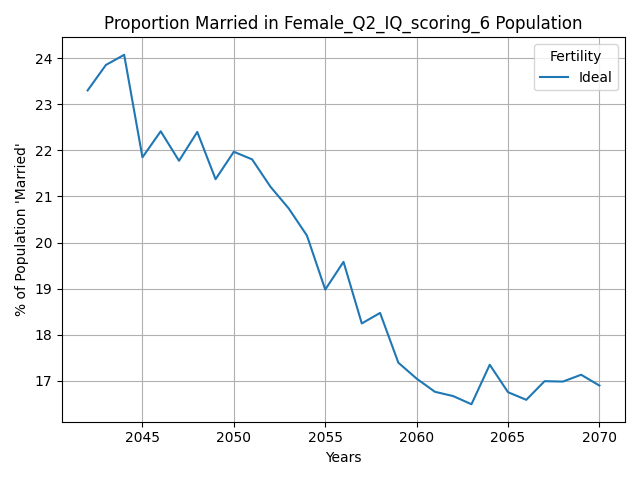 Proportion Married in Female_Q2_IQ_scoring_6 Population
Fertility
Ideal
% of Population 'Married'
24
23
22
21
20
19
18
17
2045
2050
2055
2060
2065
2070
Years